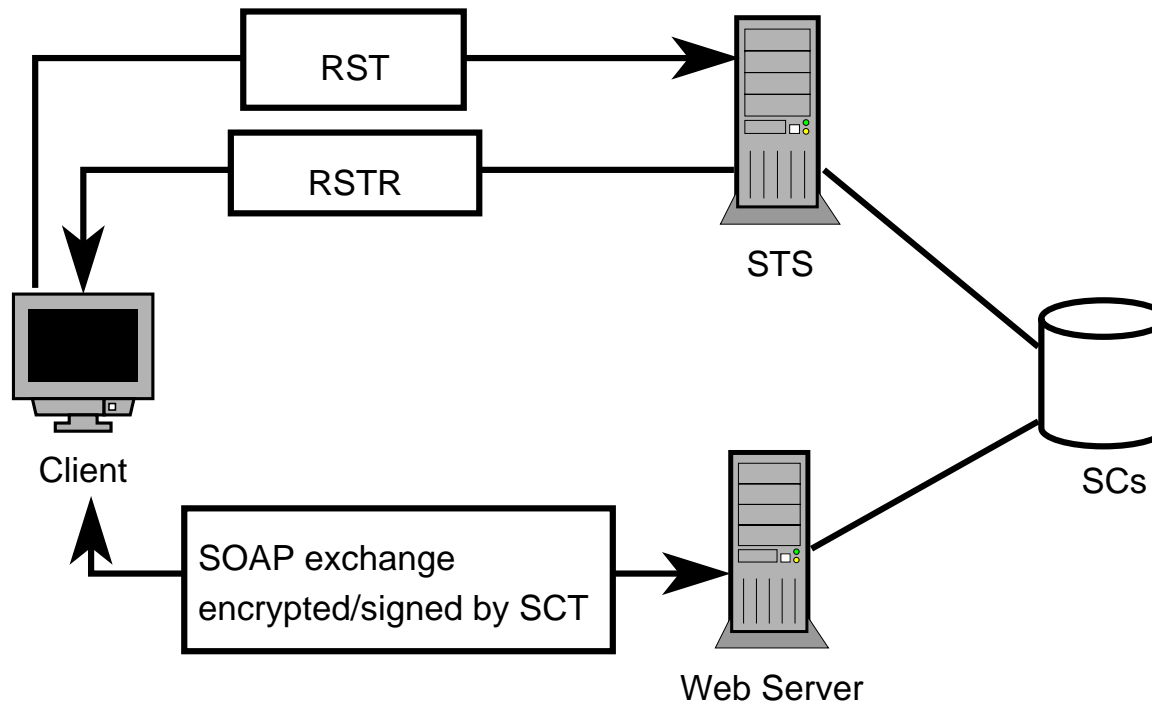 RST
RSTR
STS
Client
SCs
SOAP exchange
encrypted/signed by SCT
Web Server